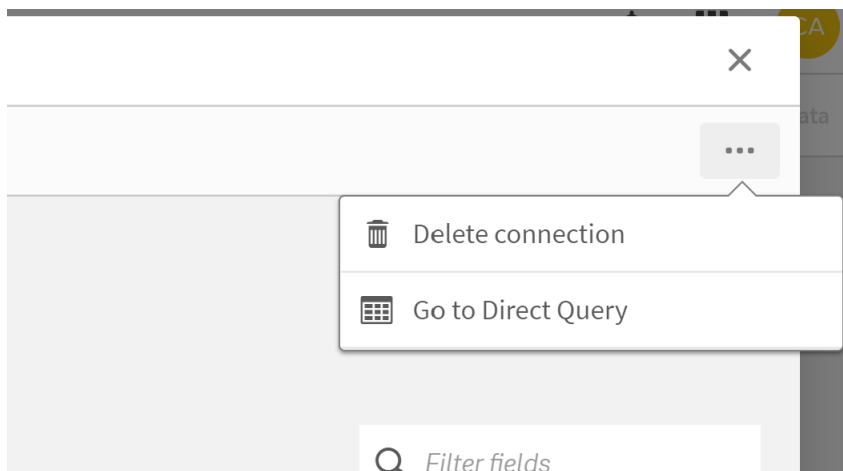 CA
ata
Delete connection
Go to Direct Query
Filter fields